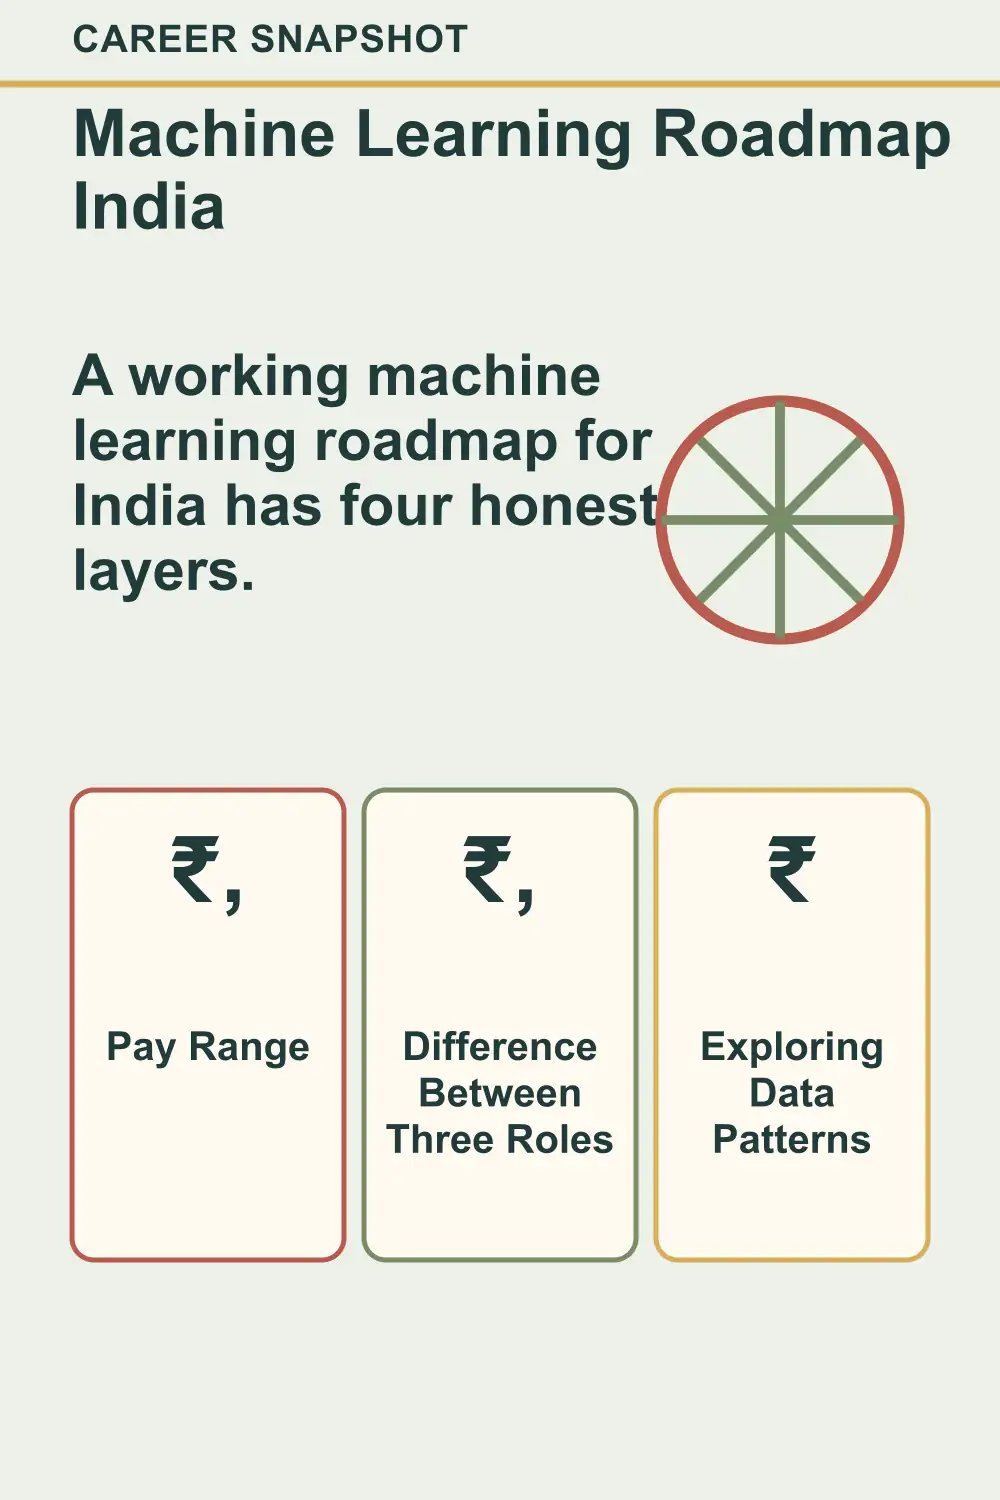 CAREER SNAPSHOT
Machine Learning Roadmap
India
A working machine
learning roadmap for
India has four honest
layers.
₹,
Pay Range
₹,
Difference
Between
Three Roles
₹
Exploring
Data
Patterns